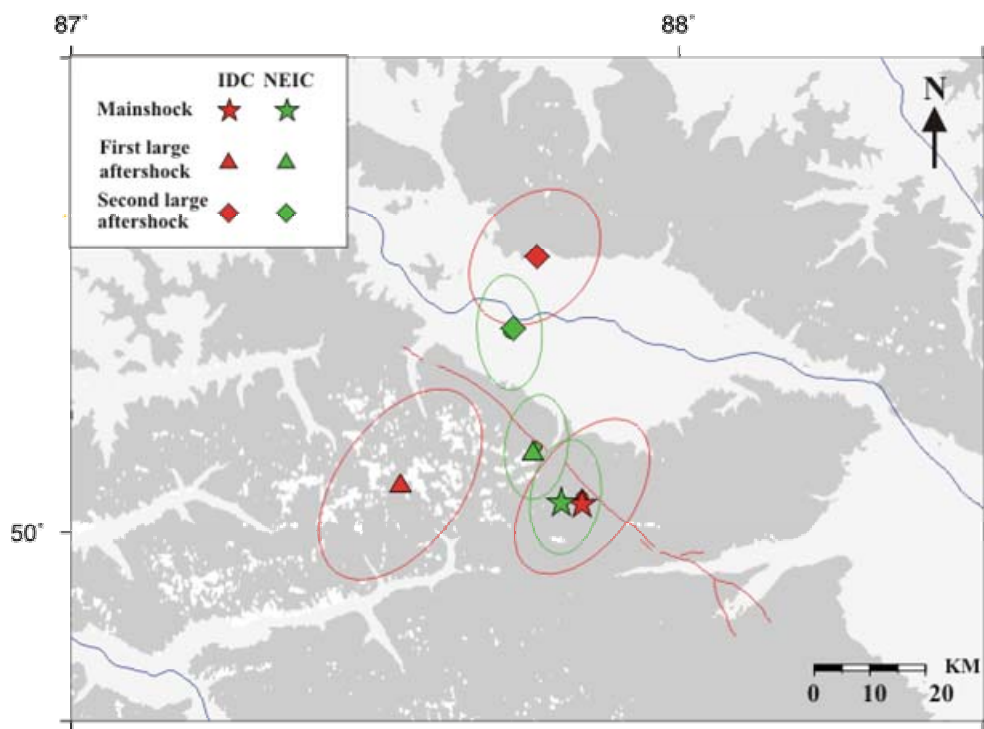 87° 88°
IDC NEIC
Mainshock
First large
aftershock
Second large
aftershock
N
50°
KM
0 10 20